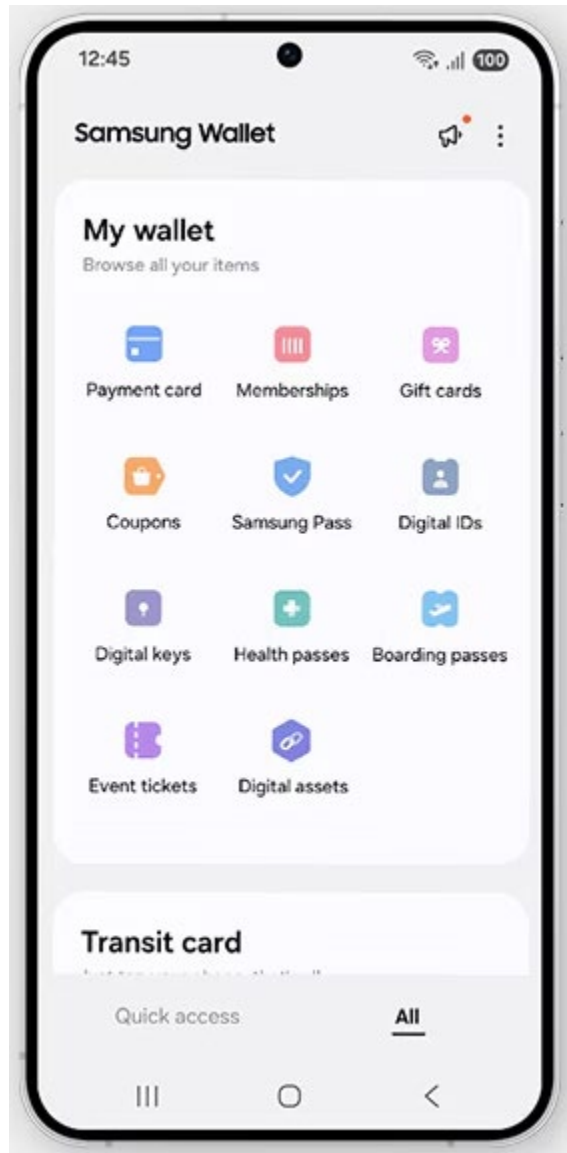 12:45
100
Samsung Wallet
My wallet
Browse all your items
Payment card Memberships Gift cards
Coupons Samsung Pass Digital IDs
Digital keys Health passes Boarding passes
Event tickets Digital assets
Transit card
Quick access All